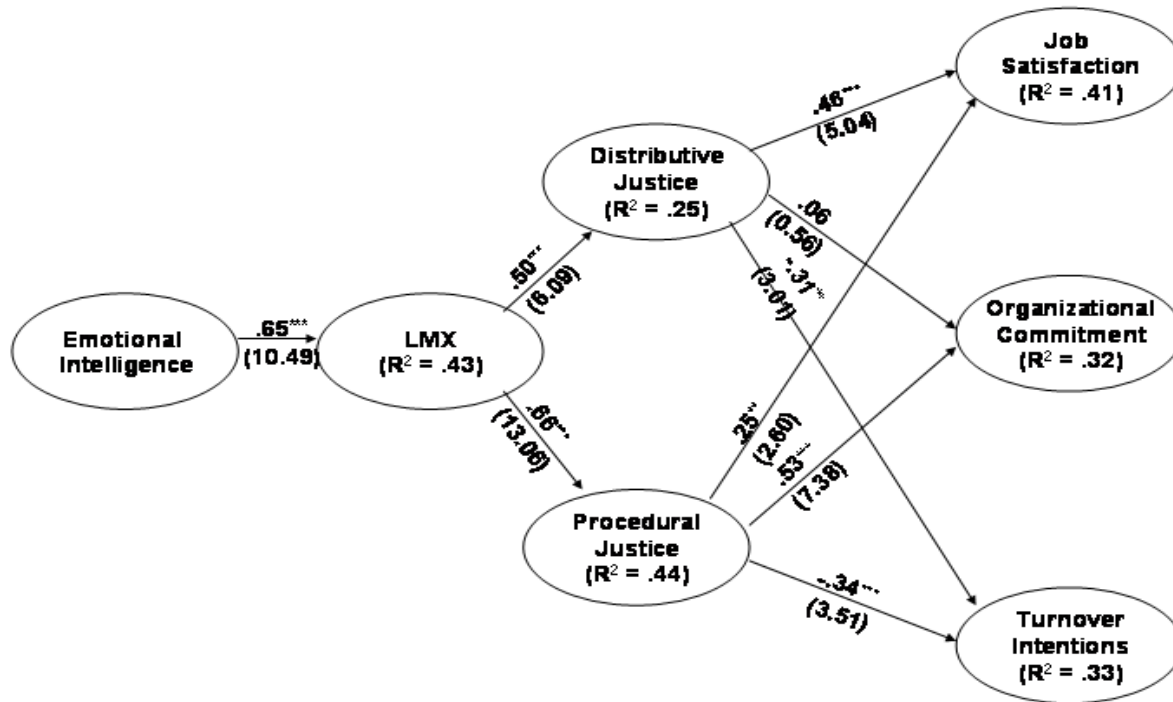 Emotional
Intelligence
.65***
(10.49)
LMX
(R² = .43)
.50***
(6.09)
.66***
(13.06)
Distributive
Justice
(R² = .25)
Procedural
Justice
(R² = .44)
.46***
(5.04)
.06
(0.56)
-.31**
(3.01)
.25**
(2.60)
.53***
(7.38)
-.34***
(3.51)
Job
Satisfaction
(R² = .41)
Organizational
Commitment
(R² = .32)
Turnover
Intentions
(R² = .33)